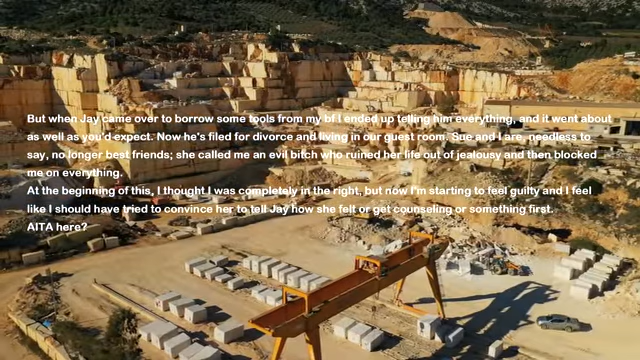 But when Jay came over to borrow some tools from my bf I ended up telling him everything, and it went about
as well as you'd expect. Now he's filed for divorce and living in our guest room. Sue and I are, needless to
say, no longer best friends; she called me an evil bitch who ruined her life out of jealousy and then blocked
me on everything.
At the beginning of this, I thought I was completely in the right, but now I'm starting to feel guilty and I feel
like I should have tried to convince her to tell Jay how she felt or get counseling or something first.
AITA here?